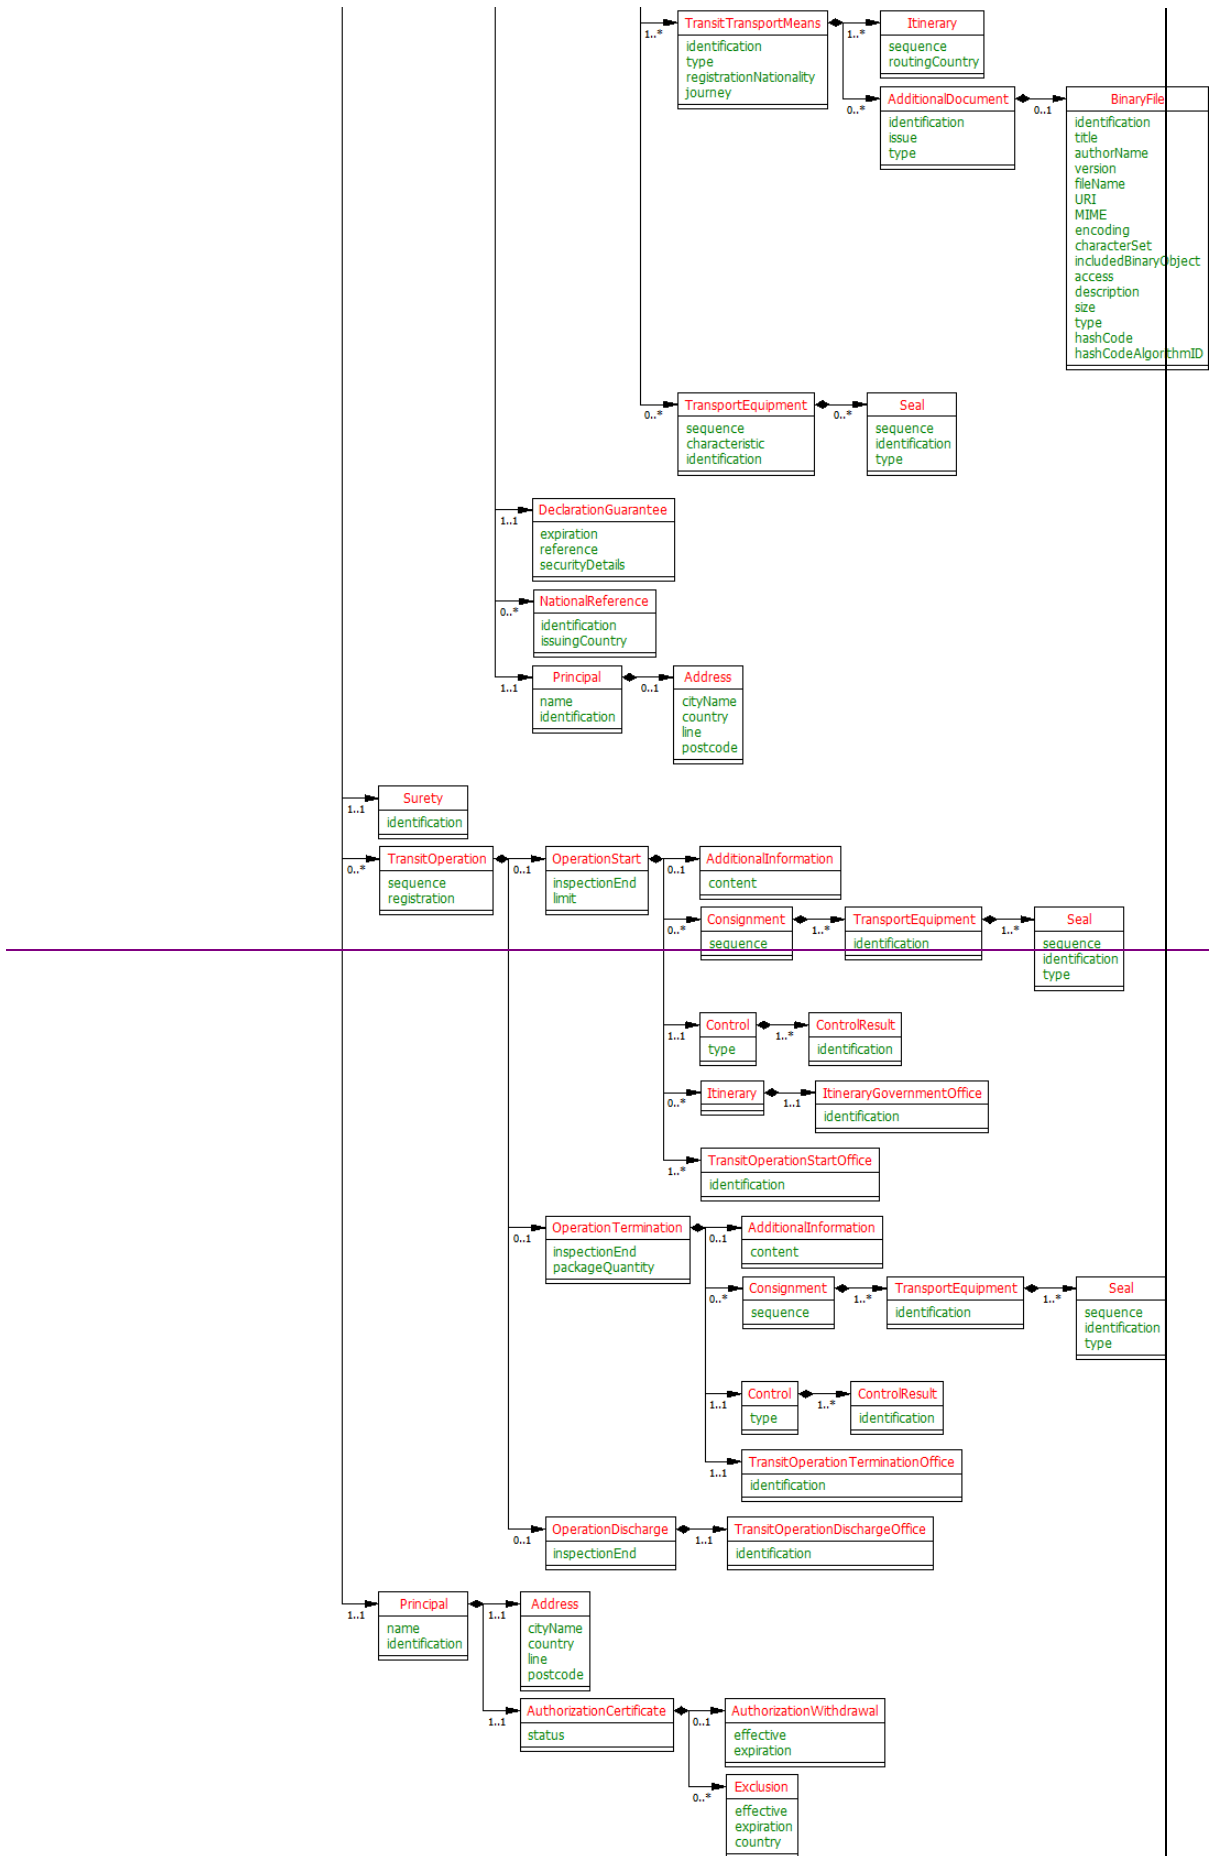 TransitTransportMeans
1..*
identification
type
registrationNationality
journey
Itinerary
1..*
sequence
routingCountry
AdditionalDocument
0..*
identification
issue
type
BinaryFile
0..1
identification
title
authorName
version
fileName
URI
MIME
encoding
characterSet
includedBinaryObject
access
description
size
type
hashCode
hashCodeAlgorithmID
TransportEquipment
0..*
sequence
characteristic
identification
Seal
0..*
sequence
identification
type
DeclarationGuarantee
1..1
expiration
reference
securityDetails
NationalReference
0..*
identification
issuingCountry
Principal
1..1
name
identification
Address
0..1
cityName
country
line
postcode
Surety
1..1
identification
TransitOperation
0..*
sequence
registration
OperationStart
0..1
inspectionEnd
limit
AdditionalInformation
0..1
content
Consignment
0..*
sequence
TransportEquipment
1..*
identification
Seal
1..*
sequence
identification
type
Control
1..1
type
ControlResult
1..*
identification
Itinerary
0..*
ItineraryGovernmentOffice
1..1
identification
TransitOperationStartOffice
1..*
identification
OperationTermination
0..1
inspectionEnd
packageQuantity
AdditionalInformation
0..1
content
Consignment
0..*
sequence
TransportEquipment
1..*
identification
Seal
1..*
sequence
identification
type
Control
1..1
type
ControlResult
1..*
identification
TransitOperationTerminationOffice
1..1
identification
OperationDischarge
0..1
inspectionEnd
TransitOperationDischargeOffice
1..1
identification
Principal
1..1
name
identification
Address
1..1
cityName
country
line
postcode
AuthorizationCertificate
1..1
status
AuthorizationWithdrawal
0..1
effective
expiration
Exclusion
0..*
effective
expiration
country